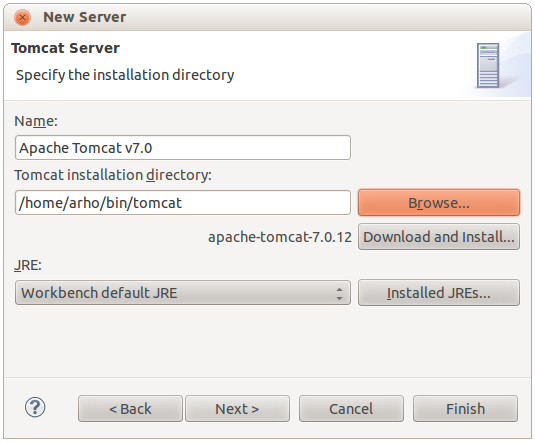 New Server
Tomcat Server
Specify the installation directory
Name:
Apache Tomcat v7.0
Tomcat installation directory:
/home/arho/bin/tomcat
Browse...
apache-tomcat-7.0.12
Download and Install...
JRE:
Workbench default JRE
Installed JREs...
?
< Back
Next >
Cancel
Finish